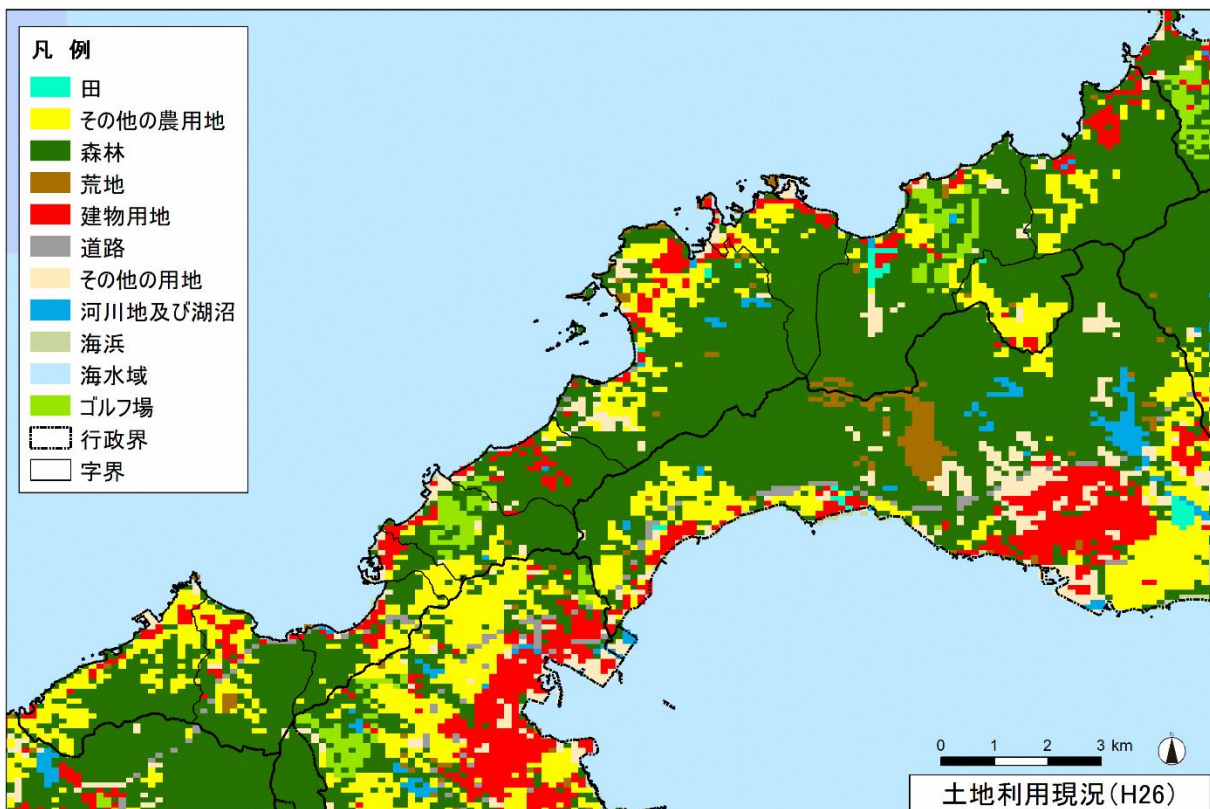 凡 例
田
その他の農用地
森林
荒地
建物用地
道路
その他の用地
河川地及び湖沼
海浜
海水域
ゴルフ場
行政界
字界
0 1 2 3 km
N
土地利用現況(H26)